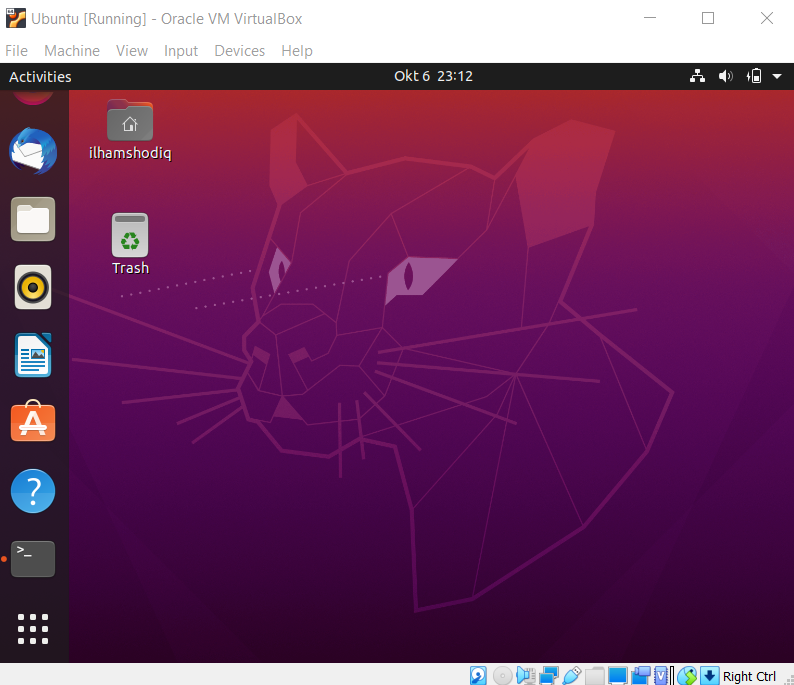 Ubuntu [Running] - Oracle VM VirtualBox
File Machine View Input Devices Help
Activities
Okt 6 23:12
ilhamshodiq
Trash
?
>_
Right Ctrl